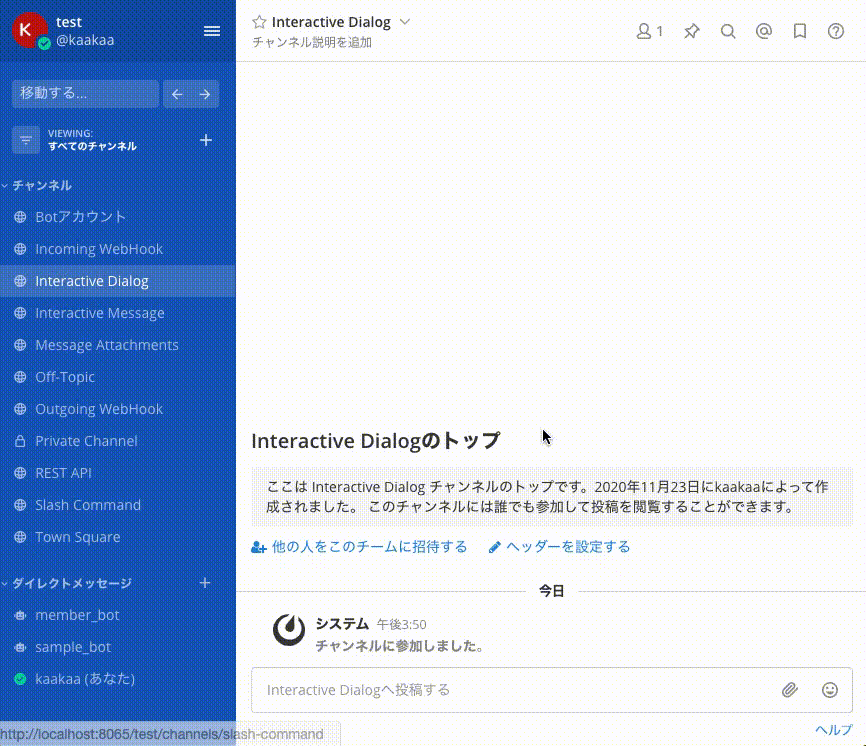 K
test
@kaakaa
移動する...
VIEWING:
すべてのチャンネル
チャンネル
Botアカウント
Incoming WebHook
Interactive Dialog
Interactive Message
Message Attachments
Off-Topic
Outgoing WebHook
Private Channel
REST API
Slash Command
Town Square
ダイレクトメッセージ
member_bot
sample_bot
kaakaa (あなた)
http://localhost:8065/test/channels/slash-command
Interactive Dialog
チャンネル説明を追加
1
Interactive Dialogのトップ
ここは Interactive Dialog チャンネルのトップです。2020年11月23日にkaakaaによって作
成されました。 このチャンネルには誰でも参加して投稿を閲覧することができます。
他の人をこのチームに招待する ヘッダーを設定する
今日
システム 午後3:50
チャンネルに参加しました。
Interactive Dialogへ投稿する
ヘルプ